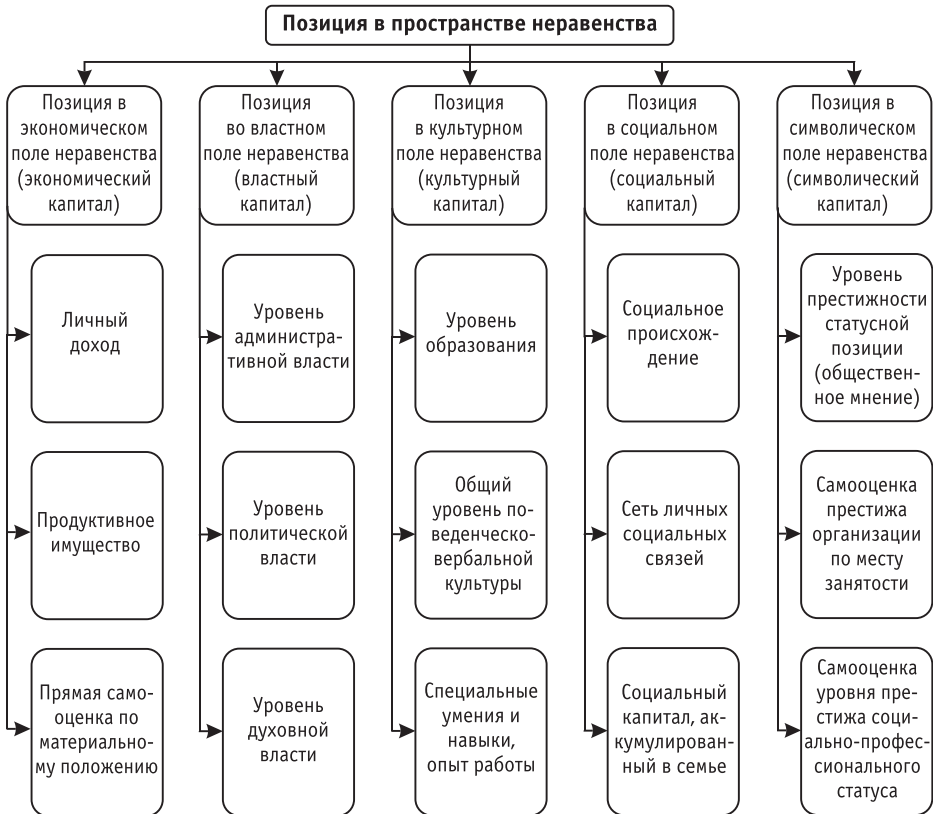 Позиция в пространстве неравенства
Позиция в
экономическом
поле неравенства
(экономический
капитал)
Личный
доход
Продуктивное
имущество
Прямая само-
оценка по
материально-
му положению
Позиция
во властном
поле неравенства
(властный
капитал)
Уровень
администра-
тивной власти
Уровень
политической
власти
Уровень
духовной
власти
Позиция
в культурном
поле неравенства
(культурный
капитал)
Уровень
образования
Общий
уровень по-
веденческо-
вербальной
культуры
Специальные
умения и
навыки,
опыт работы
Позиция
в социальном
поле неравенства
(социальный
капитал)
Социальное
происхож-
дение
Сеть личных
социальных
связей
Социальный
капитал, ак-
кумулирован-
ный в семье
Позиция в
символическом
поле неравенства
(символический
капитал)
Уровень
престижности
статусной
позиции
(обществен-
ное мнение)
Самооценка
престижа
организации
по месту
занятости
Самооценка
уровня пре-
стижа соци-
ально-профес-
сионального
статуса